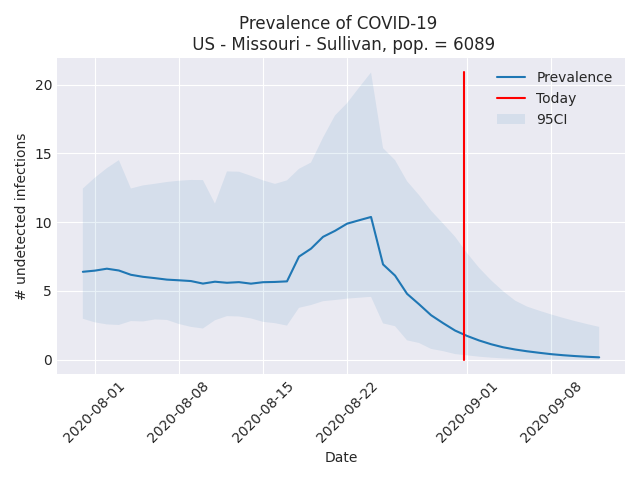 Prevalence of COVID-19
US - Missouri - Sullivan, pop. = 6089
# undetected infections
20
15
10
5
0
Prevalence
Today
95CI
2020-08-01
2020-08-08
2020-08-15
2020-08-22
2020-09-01
2020-09-08
Date